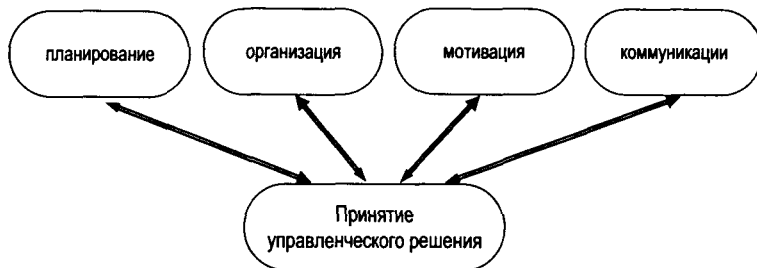 планирование
организация
мотивация
коммуникации
Принятие
управленческого решения